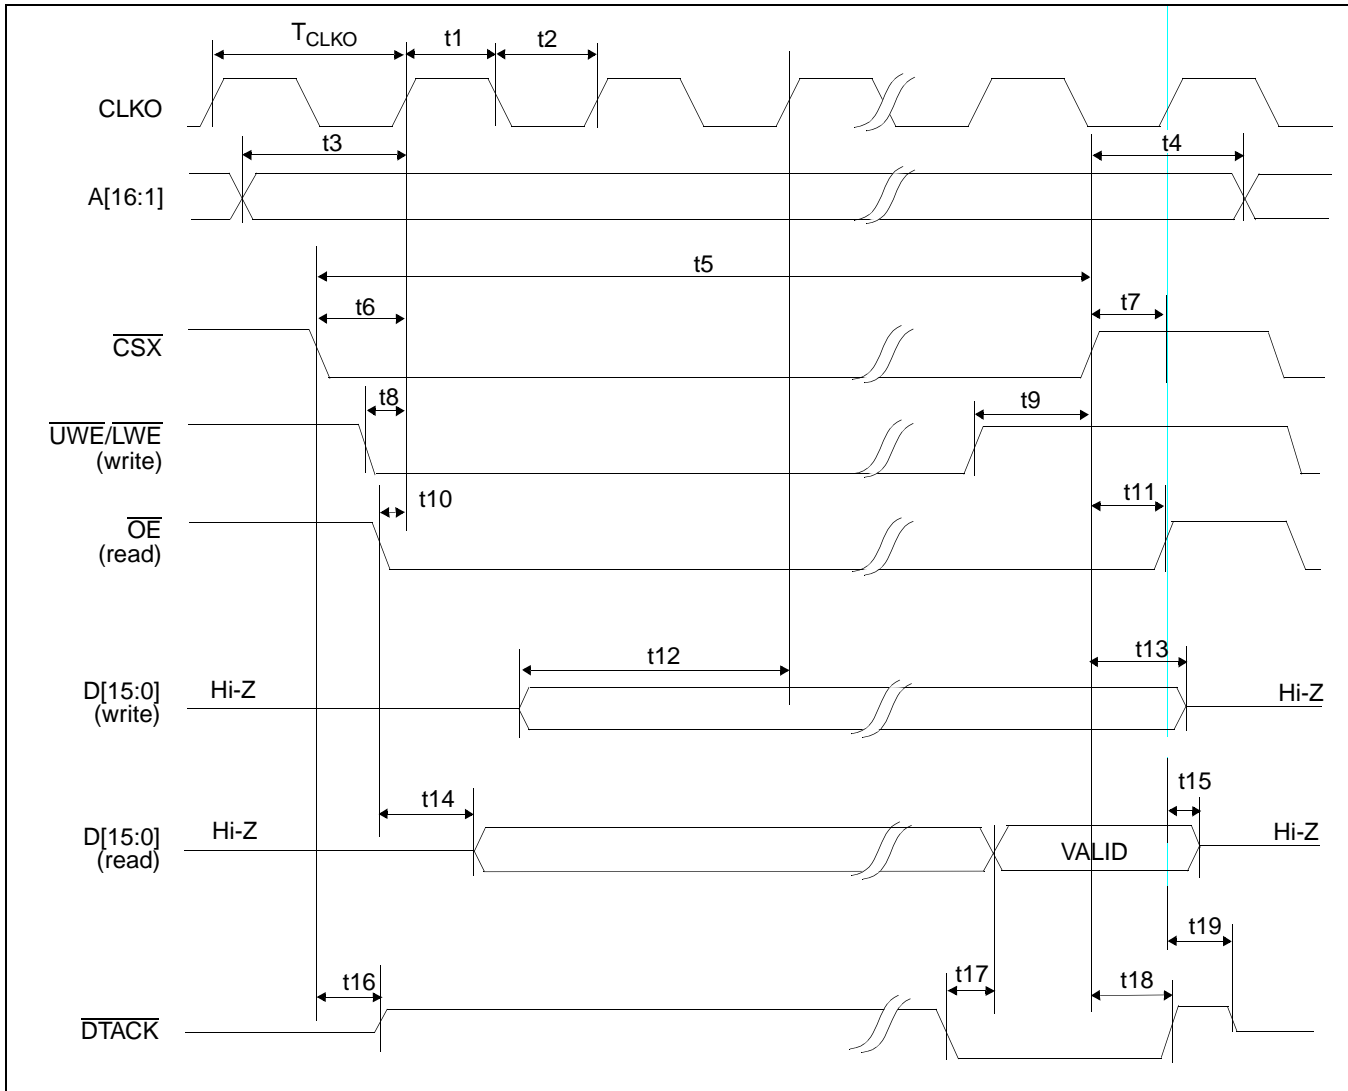 TCLKO t1 t2
CLKO
t3 t4
A[16:1]
t5
t6 t7
CSX
t8 t9
UWE/LWE
(write)
t10 t11
OE
(read)
t12 t13
D[15:0]
(write)
Hi-Z Hi-Z
t14 t15
D[15:0]
(read)
Hi-Z VALID Hi-Z
t16 t17 t18 t19
DTACK